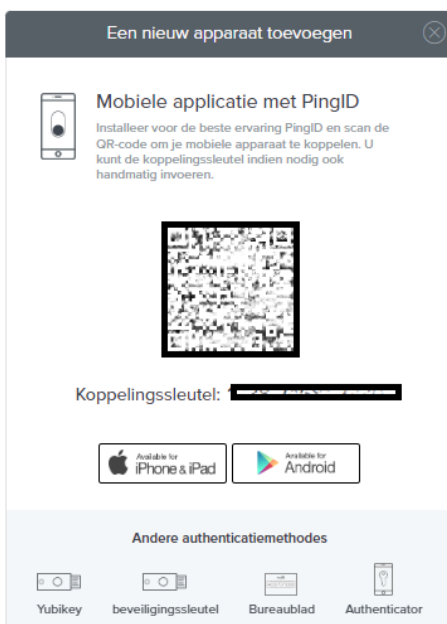 Een nieuw apparaat toevoegen
Mobiele applicatie met PingID
Installeer voor de beste ervaring PingID en scan de
QR-code om je mobiele apparaat te koppelen. U
kunt de koppelingssleutel indien nodig ook
handmatig invoeren.
Koppelingssleutel:
Available for
iPhone & iPad
Available for
Android
Andere authenticatiemethodes
Yubikey
beveiligingssleutel
Bureaublad
Authenticator